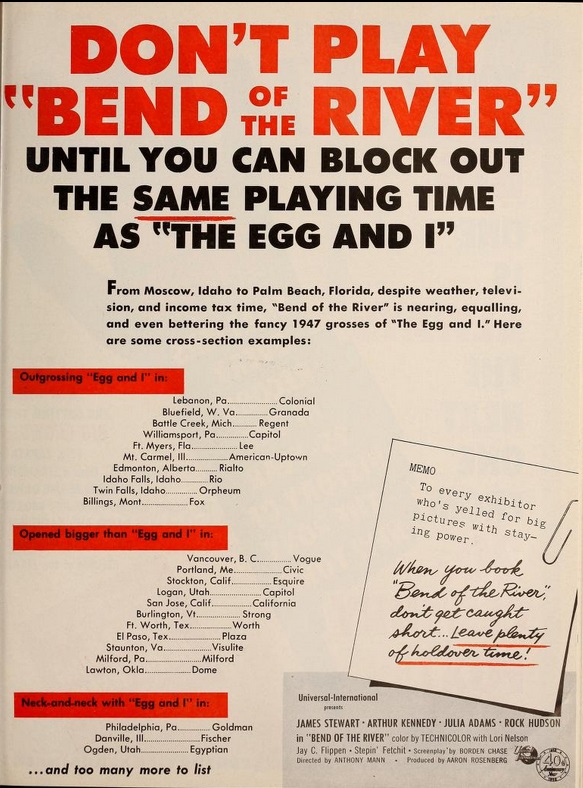 DON'T PLAY
"BEND OF THE RIVER"
UNTIL YOU CAN BLOCK OUT
THE SAME PLAYING TIME
AS "THE EGG AND I"
From Moscow, Idaho to Palm Beach, Florida, despite weather, televi-
sion, and income tax time, "Bend of the River" is nearing, equalling,
and even bettering the fancy 1947 grosses of "The Egg and I." Here
are some cross-section examples:
Outgrossing "Egg and I" in:
Lebanon, Pa. Colonial
Bluefield, W. Va. Granada
Battle Creek, Mich. Regent
Williamsport, Pa. Capitol
Ft. Myers, Fla. Lee
Mt. Carmel, Ill. American-Uptown
Edmonton, Alberta Rialto
Idaho Falls, Idaho Rio
Twin Falls, Idaho Orpheum
Billings, Mont. Fox
Opened bigger than "Egg and I" in:
Vancouver, B. C. Vogue
Portland, Me. Civic
Stockton, Calif. Esquire
Logan, Utah Capitol
San Jose, Calif. California
Burlington, Vt. Strong
Ft. Worth, Tex. Worth
El Paso, Tex. Plaza
Staunton, Va. Visulite
Milford, Pa. Milford
Lawton, Okla. Dome
Neck-and-neck with "Egg and I" in:
Philadelphia, Pa. Goldman
Danville, Ill. Fischer
Ogden, Utah Egyptian
...and too many more to list
MEMO
To every exhibitor
who's yelled for big
pictures with stay-
ing power.
When you book
"Bend of the River",
don't get caught
short... Leave plenty
of holdover time!
Universal-International
presents
JAMES STEWART · ARTHUR KENNEDY · JULIA ADAMS · ROCK HUDSON
in "BEND OF THE RIVER" color by TECHNICOLOR with Lori Nelson
Jay C. Flippen · Stepin' Fetchit · Screenplay by BORDEN CHASE
Directed by ANTHONY MANN · Produced by AARON ROSENBERG
40th
Anniversary
Year